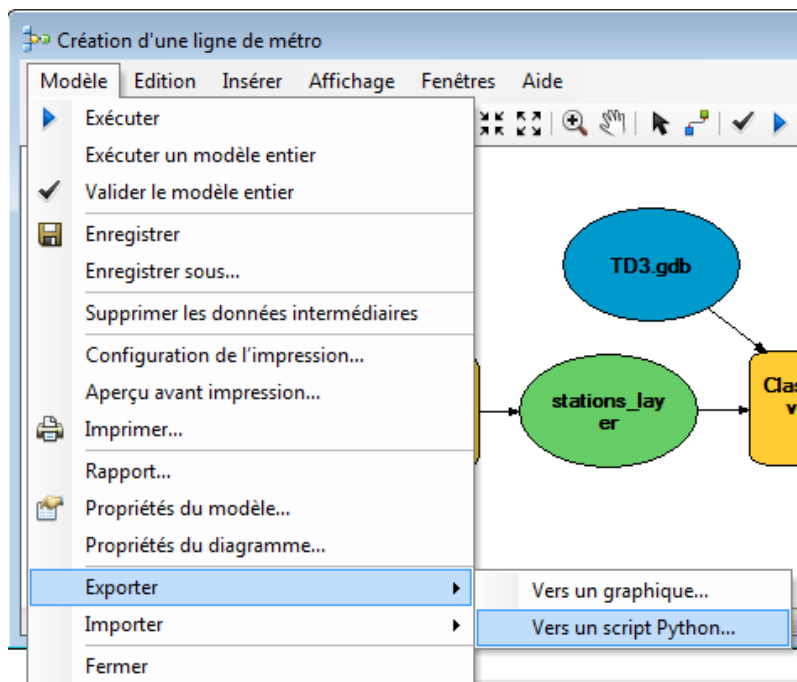 Création d'une ligne de métro
Modèle Edition Insérer Affichage Fenêtres Aide
Exécuter
Exécuter un modèle entier
Valider le modèle entier
Enregistrer
Enregistrer sous...
Supprimer les données intermédiaires
Configuration de l'impression...
Aperçu avant impression...
Imprimer...
Rapport...
Propriétés du modèle...
Propriétés du diagramme...
Exporter
Importer
Fermer
Vers un graphique...
Vers un script Python...
TD3.gdb
stations_lay
er
Clas
v